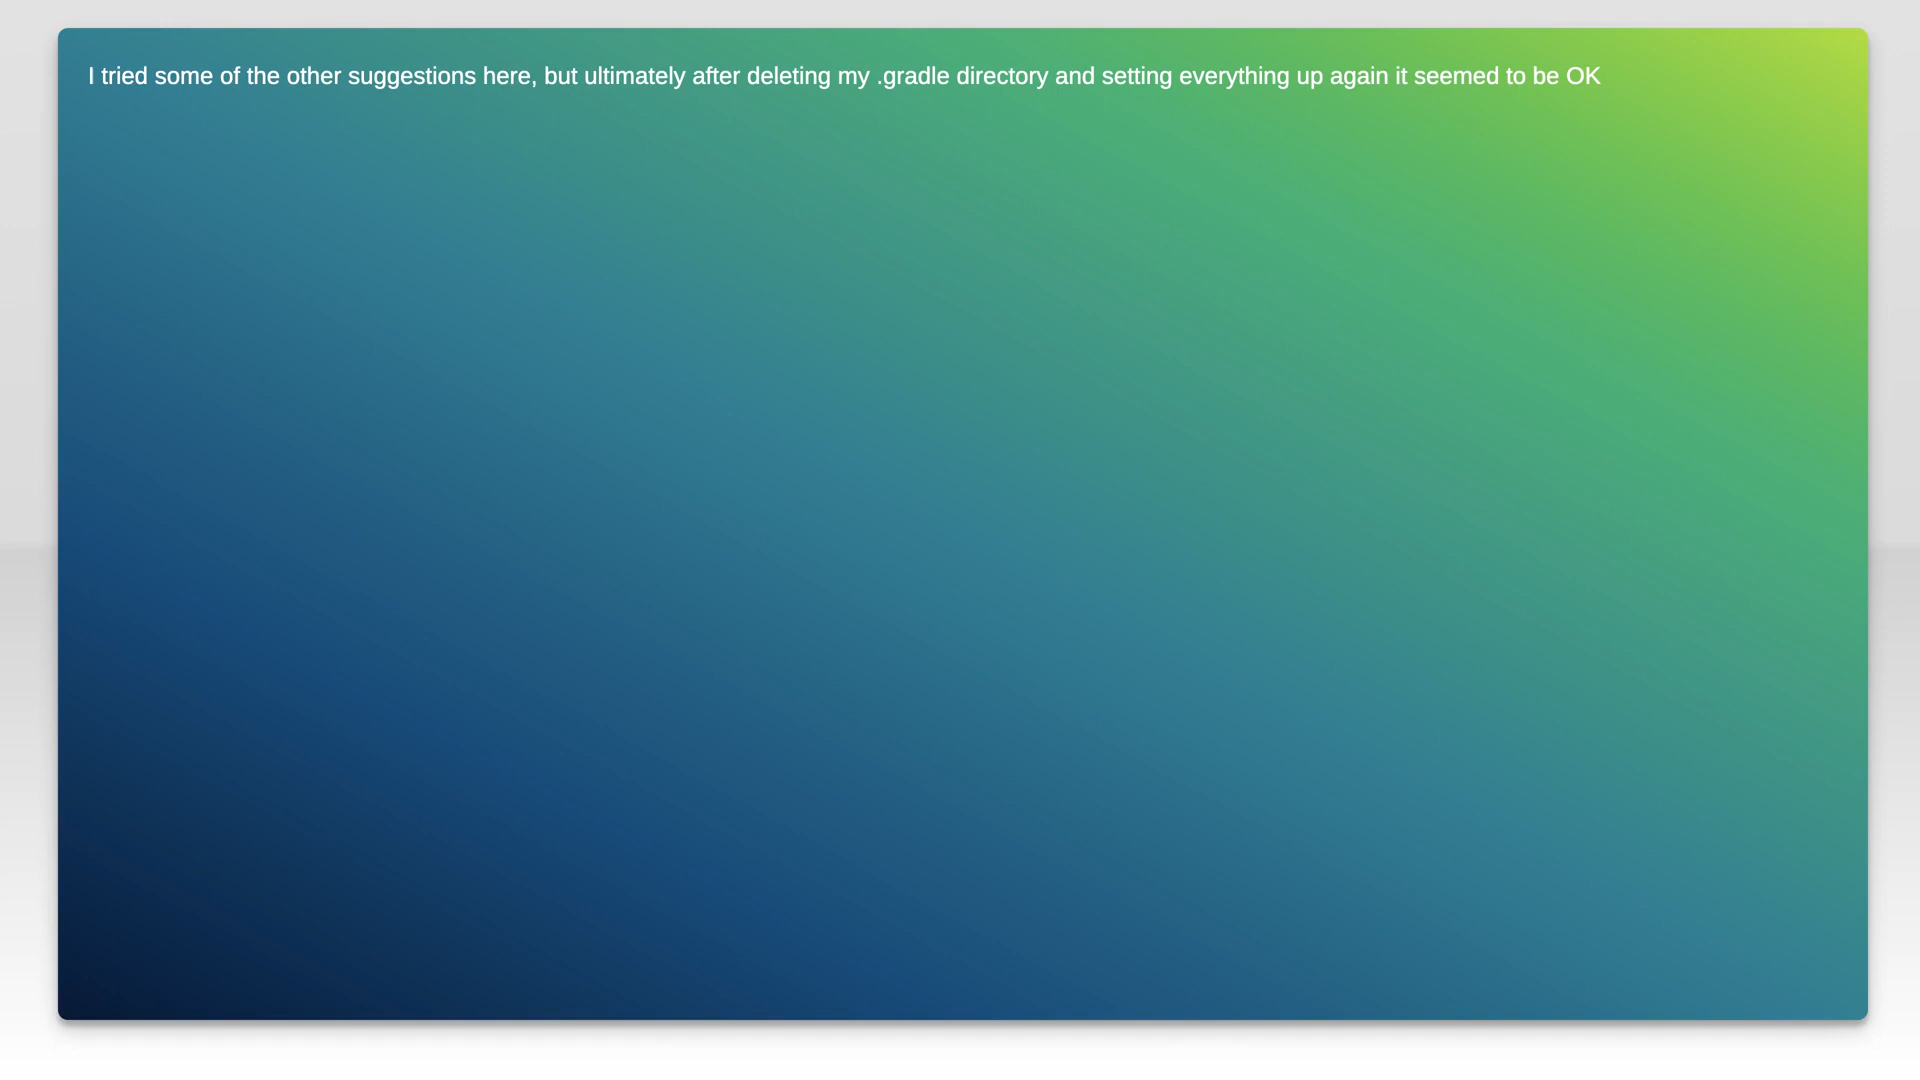 I tried some of the other suggestions here, but ultimately after deleting my .gradle directory and setting everything up again it seemed to be OK